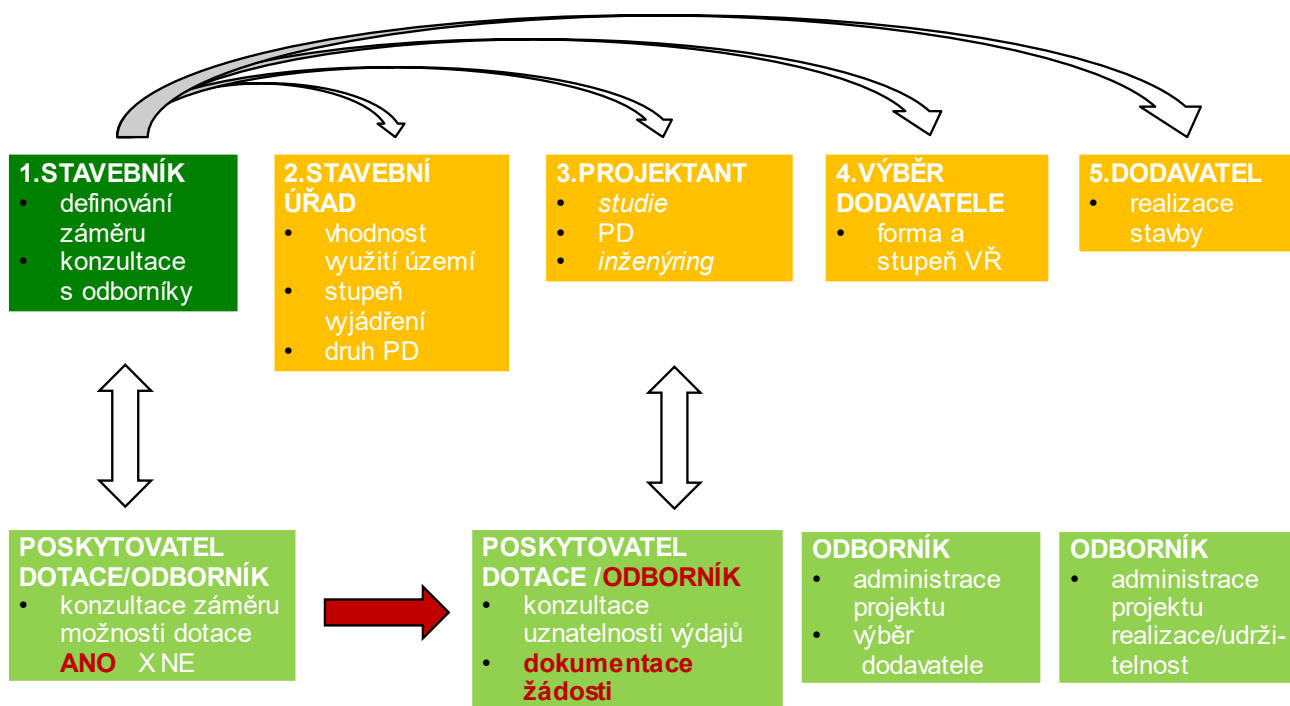 1.STAVEBNÍK
• definování
záměru
• konzultace
s odborníky
2.STAVEBNÍ
ÚŘAD
• vhodnost
využití území
• stupeň
vyjádření
• druh PD
3.PROJEKTANT
• studie
• PD
• inženýring
4.VÝBĚR
DODAVATELE
• forma a
stupeň VŘ
5.DODAVATEL
• realizace
stavby
POSKYTOVATEL
DOTACE/ODBORNÍK
• konzultace záměru
možnosti dotace
ANO X NE
POSKYTOVATEL
DOTACE /ODBORNÍK
• konzultace
uznatelnosti výdajů
• dokumentace
žádosti
ODBORNÍK
• administrace
projektu
• výběr
dodavatele
ODBORNÍK
• administrace
projektu
realizace/udrži-
telnost